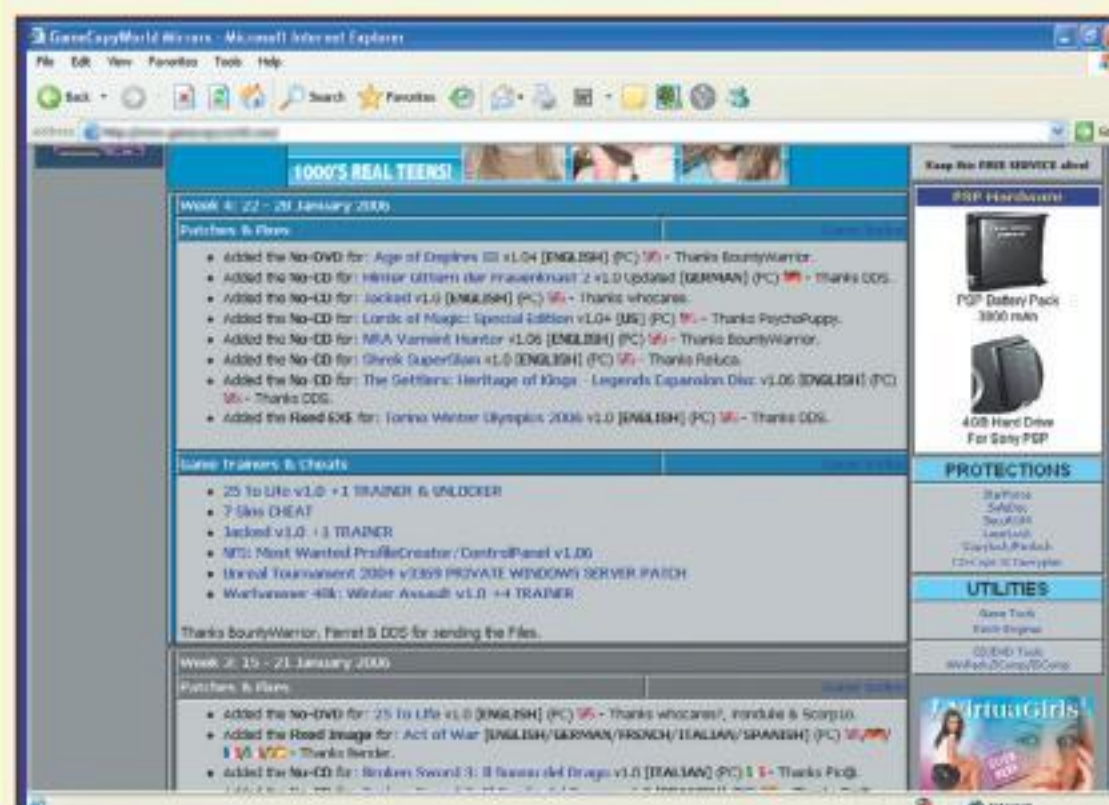 GameCopyWorld Mirrors - Microsoft Internet Explorer
File Edit View Favorites Tools Help
Back Search Favorites
1000'S REAL TEENS!
Keep this FREE SERVICE alive!
Week 4: 22 - 28 January 2006
Patches & Fixes
Added the No-DVD for: Age of Empires III v1.04 [ENGLISH] (PC) - Thanks BountyWarrior.
Added the No-CD for: Hinter Gittern der Frauenknast 2 v1.0 Updated [GERMAN] (PC) - Thanks DDS.
Added the No-CD for: Jacked v1.0 [ENGLISH] (PC) - Thanks whocares.
Added the No-CD for: Lords of Magic: Special Edition v1.04 [US] (PC) - Thanks PsychoPuppy.
Added the No-CD for: NRA Varmint Hunter v1.06 [ENGLISH] (PC) - Thanks BountyWarrior.
Added the No-CD for: Shrek SuperSlam v1.0 [ENGLISH] (PC) - Thanks Reluca.
Added the No-CD for: The Settlers: Heritage of Kings - Legends Expansion Disc v1.06 [ENGLISH] (PC)
- Thanks DDS.
Added the Fixed EXE for: Torino Winter Olympics 2006 v1.0 [ENGLISH] (PC) - Thanks DDS.
Game Trainers & Cheats
25 To Life v1.0 +1 TRAINER & UNLOCKER
7 Sins CHEAT
Jacked v1.0 +1 TRAINER
NFS: Most Wanted ProfileCreator/ControlPanel v1.06
Unreal Tournament 2004 v3369 PRIVATE WINDOWS SERVER PATCH
Warhammer 40k: Winter Assault v1.0 +4 TRAINER
Thanks BountyWarrior, Ferret & DDS for sending the Files.
Week 3: 15 - 21 January 2006
Patches & Fixes
Added the No-DVD for: 25 To Life v1.0 [ENGLISH] (PC) - Thanks whocares!, & Scorp10.
Added the Fixed Image for: Act of War [ENGLISH/GERMAN/FRENCH/ITALIAN/SPANISH] (PC)
- Thanks Bender.
Added the No-CD for: Broken Sword 3: Il Sonno del Drago v1.0 [ITALIAN] (PC) - Thanks Pic@.
PSP Hardware
PSP Battery Pack
mAh
4GB Hard Drive
For Sony PSP
PROTECTIONS
StarForce
SafeDisc
SecuROM
LaserLock
UTILITIES
Game Tools
CD/DVD Tools
VirtuaGirls